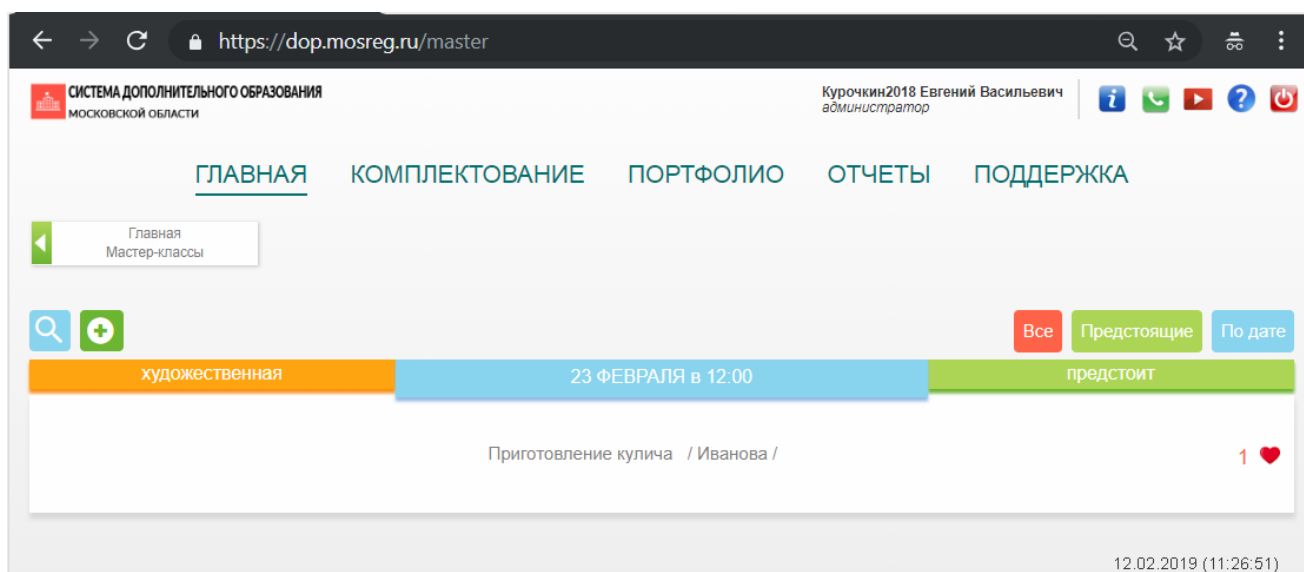 https://dop.mosreg.ru/master
СИСТЕМА ДОПОЛНИТЕЛЬНОГО ОБРАЗОВАНИЯ
МОСКОВСКОЙ ОБЛАСТИ
Курочкин2018 Евгений Васильевич
администратор
ГЛАВНАЯ КОМПЛЕКТОВАНИЕ ПОРТФОЛИО ОТЧЕТЫ ПОДДЕРЖКА
Главная
Мастер-классы
Все Предстоящие По дате
художественная 23 ФЕВРАЛЯ в 12:00 предстоит
Приготовление кулича / Иванова / 1
12.02.2019 (11:26:51)